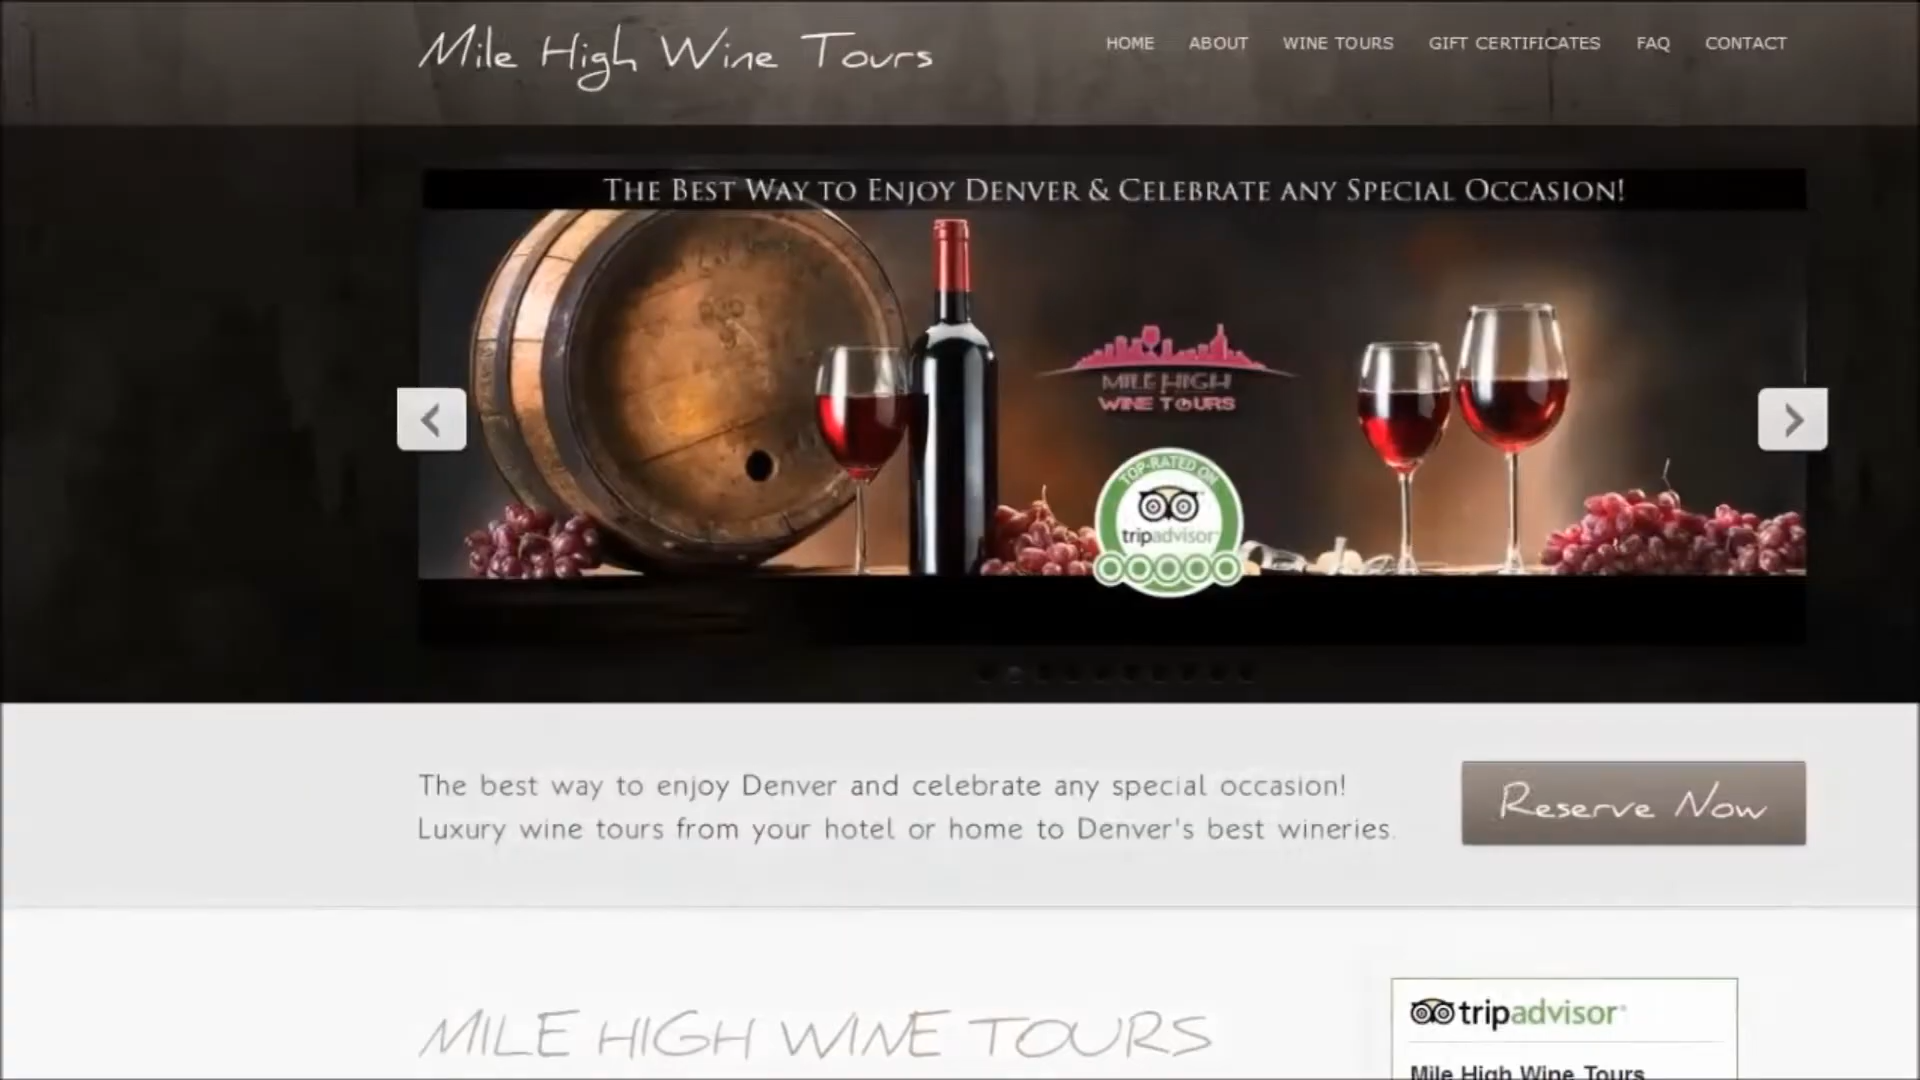 Mile High Wine Tours
HOME ABOUT WINE TOURS GIFT CERTIFICATES FAQ CONTACT
THE BEST WAY TO ENJOY DENVER & CELEBRATE ANY SPECIAL OCCASION!
MILE HIGH
WINE TOURS
TOP-RATED ON
tripadvisor
The best way to enjoy Denver and celebrate any special occasion!
Luxury wine tours from your hotel or home to Denver's best wineries.
Reserve Now
MILE HIGH WINE TOURS
tripadvisor
Mile High Wine Tours